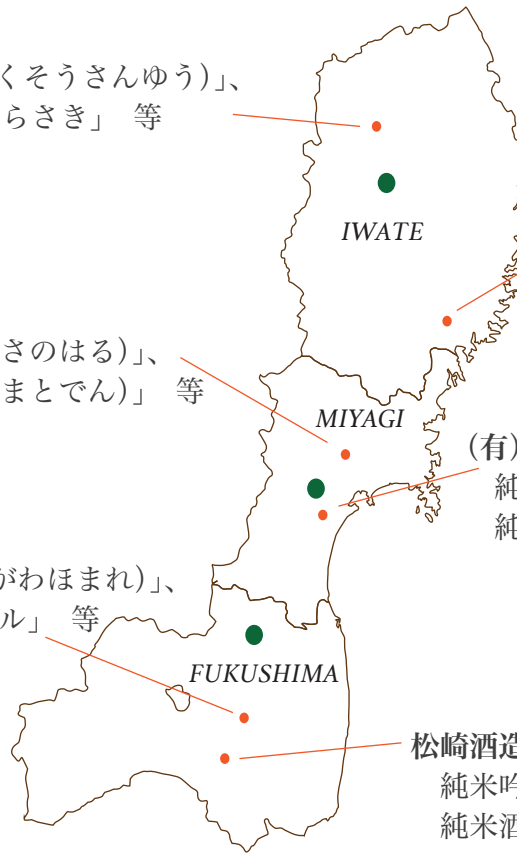 くそうさんゆう)」、
らさき」 等
IWATE
さのはる)」、
まとでん)」 等
MIYAGI
(有)
純
純
がわほまれ)」、
ル」 等
FUKUSHIMA
松崎酒造
純米吟
純米酒